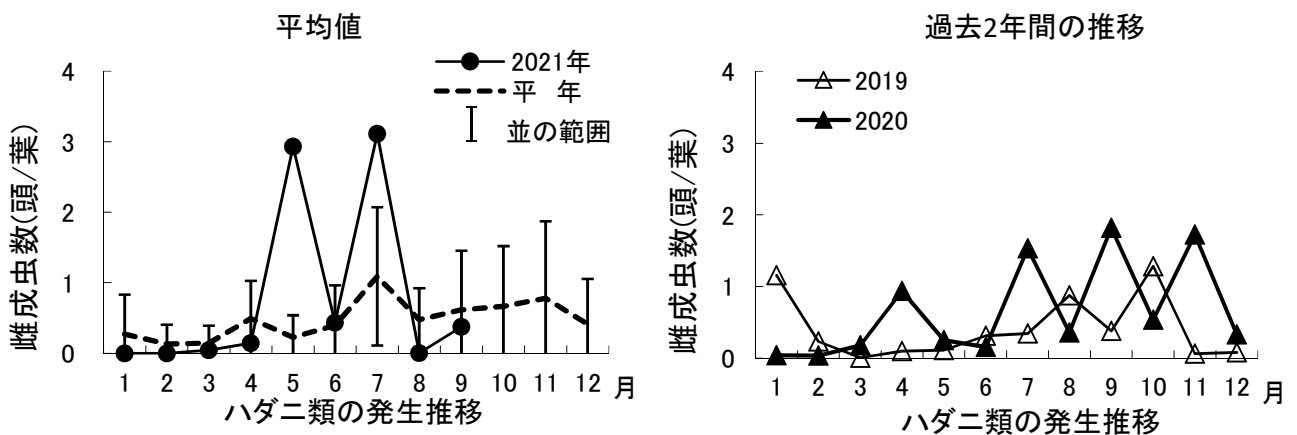 平均値
4
3
2
1
0
雌成虫数(頭/葉)
2021年
平 年
並の範囲
1 2 3 4 5 6 7 8 9 10 11 12 月
ハダニ類の発生推移
過去2年間の推移
4
3
2
1
0
雌成虫数(頭/葉)
2019
2020
1 2 3 4 5 6 7 8 9 10 11 12 月
ハダニ類の発生推移